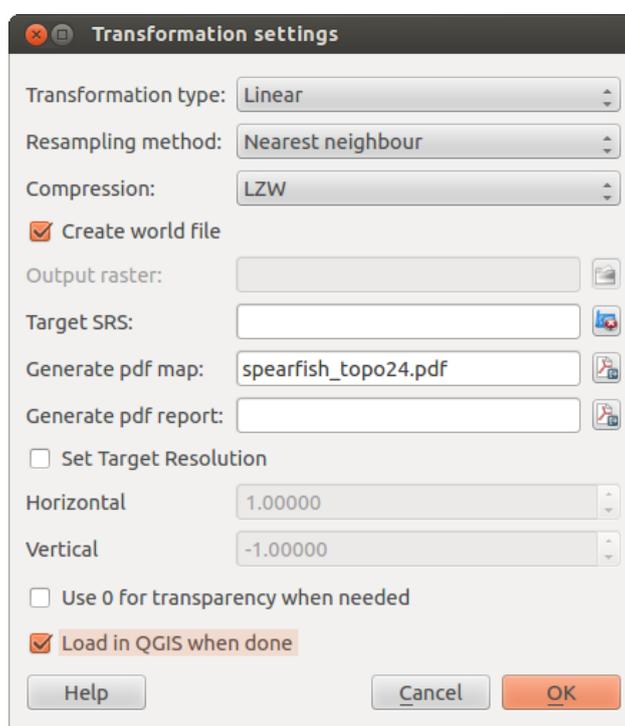 Transformation settings
Transformation type: Linear
Resampling method: Nearest neighbour
Compression: LZW
Create world file
Output raster:
Target SRS:
Generate pdf map: spearfish_topo24.pdf
Generate pdf report:
Set Target Resolution
Horizontal 1.00000
Vertical -1.00000
Use 0 for transparency when needed
Load in QGIS when done
Help Cancel OK